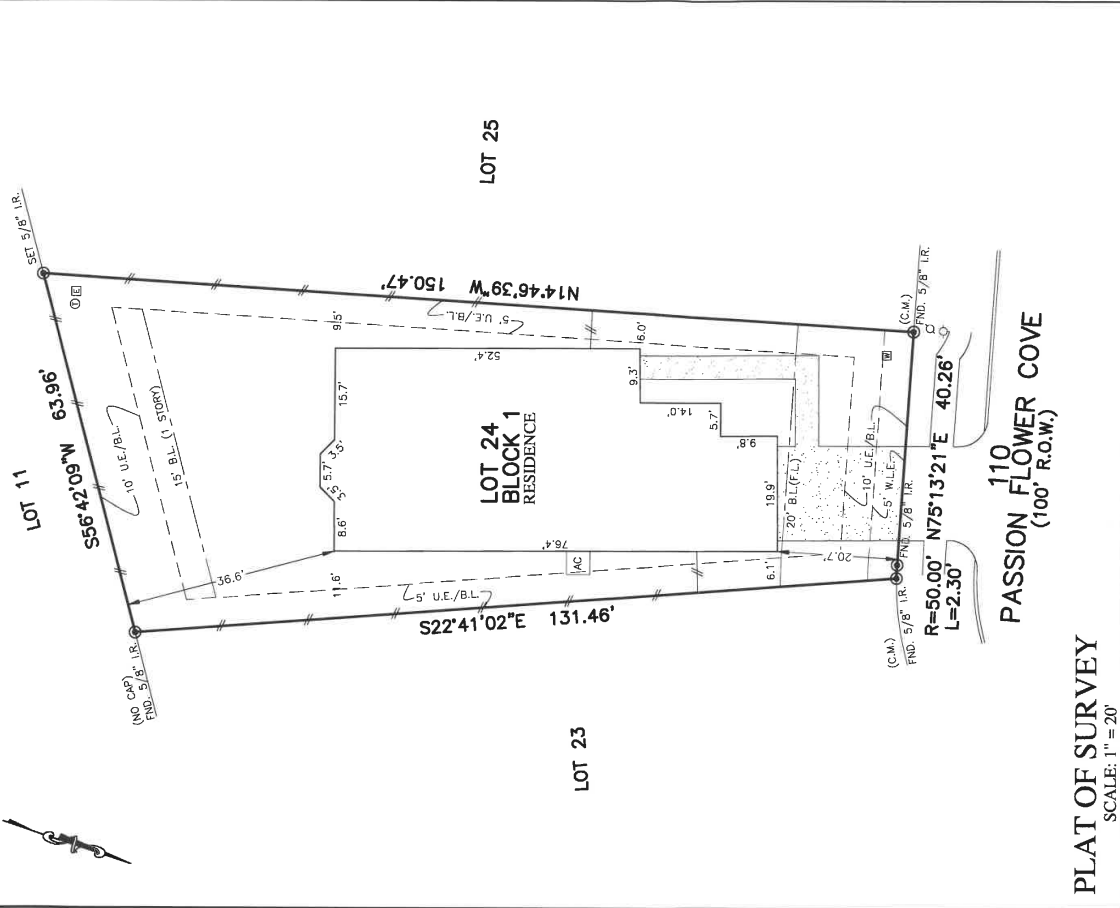 SET 5/8" I.R.
LOT 11
S56°42'09"W 63.96'
T
E
LOT 25
N14°46'39"W 150.47'
5' U.E./B.L.
10' U.E./B.L.
15' B.L.(1 STORY)
9.5'
52.4'
6.0'
15.7'
3.5'
5.7'
3.5'
8.6'
9.3'
14.0'
5.7'
9.8'
19.9'
LOT 24
BLOCK 1
RESIDENCE
20' B.L.(F.L.)
10' U.E./B.L.
5' W.L.E.
W
(C.M.)
FND. 5/8" I.R.
36.6'
11.6'
76.4'
AC
6.1'
20.7'
5' U.E./B.L.
S22°41'02"E 131.46'
(NO CAP)
FND. 5/8" I.R.
(C.M.)
FND. 5/8" I.R.
FND. 5/8" I.R.
R=50.00'
L=2.30'
N75°13'21"E 40.26'
110
PASSION FLOWER COVE
(100' R.O.W.)
LOT 23
PLAT OF SURVEY
SCALE: 1" = 20'